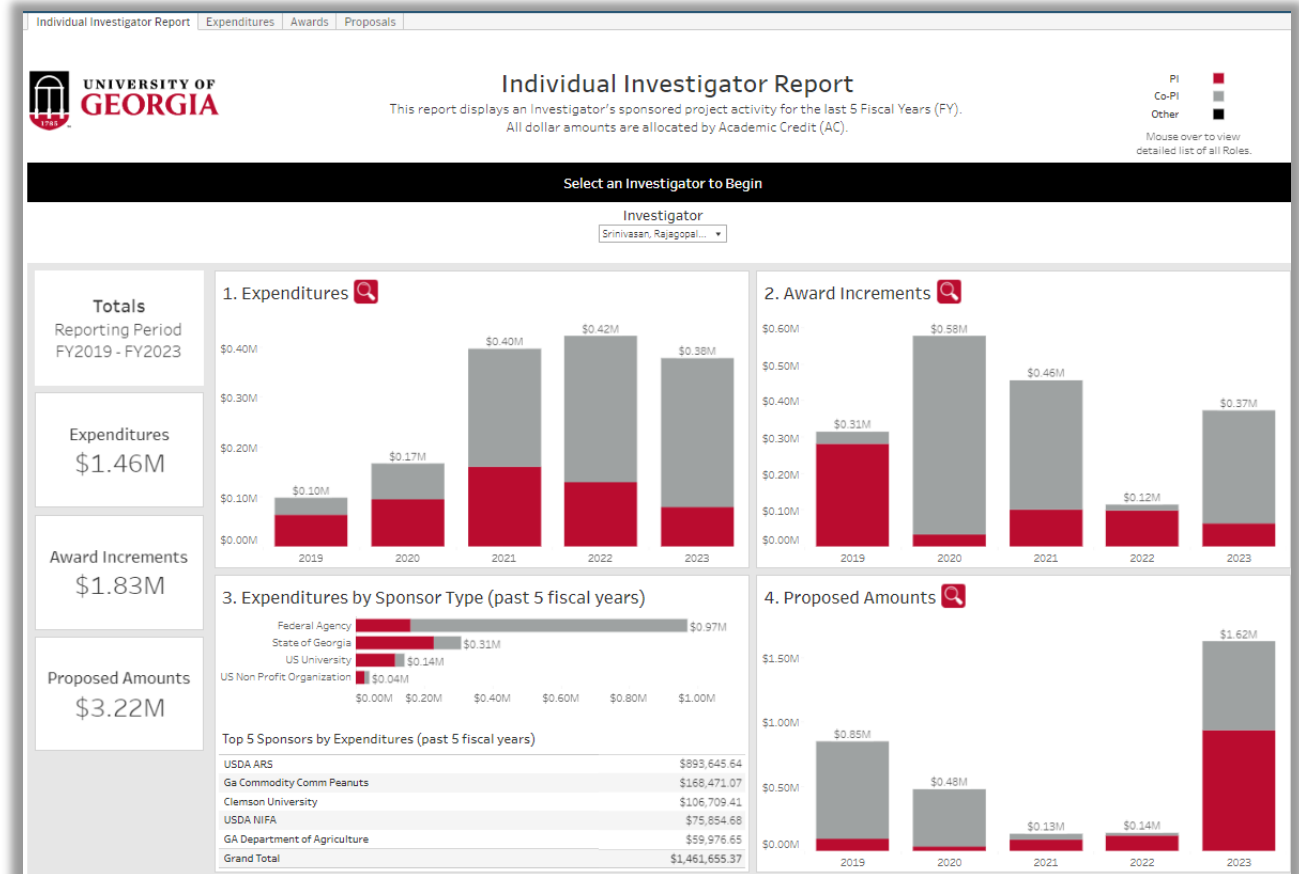 Individual Investigator Report Expenditures Awards Proposals
UNIVERSITY OF
GEORGIA
1785
Individual Investigator Report
This report displays an Investigator's sponsored project activity for the last 5 Fiscal Years (FY).
All dollar amounts are allocated by Academic Credit (AC).
PI
Co-PI
Other
Mouse over to view
detailed list of all Roles.
Select an Investigator to Begin
Investigator
Srinivasan, Rajagopal...
Totals
Reporting Period
FY2019 - FY2023
Expenditures
$1.46M
Award Increments
$1.83M
Proposed Amounts
$3.22M
1. Expenditures
$0.40M
$0.30M
$0.20M
$0.10M
$0.00M
$0.10M
$0.17M
$0.40M
$0.42M
$0.38M
2019 2020 2021 2022 2023
2. Award Increments
$0.60M
$0.50M
$0.40M
$0.30M
$0.20M
$0.10M
$0.00M
$0.31M
$0.58M
$0.46M
$0.12M
$0.37M
2019 2020 2021 2022 2023
3. Expenditures by Sponsor Type (past 5 fiscal years)
Federal Agency $0.97M
State of Georgia $0.31M
US University $0.14M
US Non Profit Organization $0.04M
$0.00M $0.20M $0.40M $0.60M $0.80M $1.00M
Top 5 Sponsors by Expenditures (past 5 fiscal years)
USDA ARS $893,645.64
Ga Commodity Comm Peanuts $168,471.07
Clemson University $106,709.41
USDA NIFA $75,854.68
GA Department of Agriculture $59,976.65
Grand Total $1,461,655.37
4. Proposed Amounts
$1.50M
$1.00M
$0.50M
$0.00M
$0.85M
$0.48M
$0.13M
$0.14M
$1.62M
2019 2020 2021 2022 2023